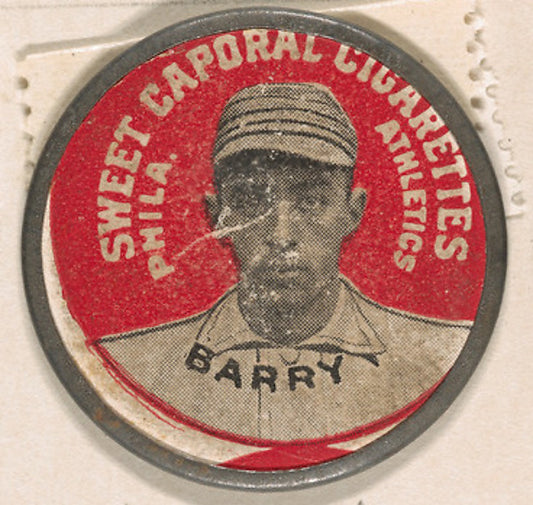 SWEET CAPORAL CIGARETTES
PHILA.
ATHLETICS
BARRY